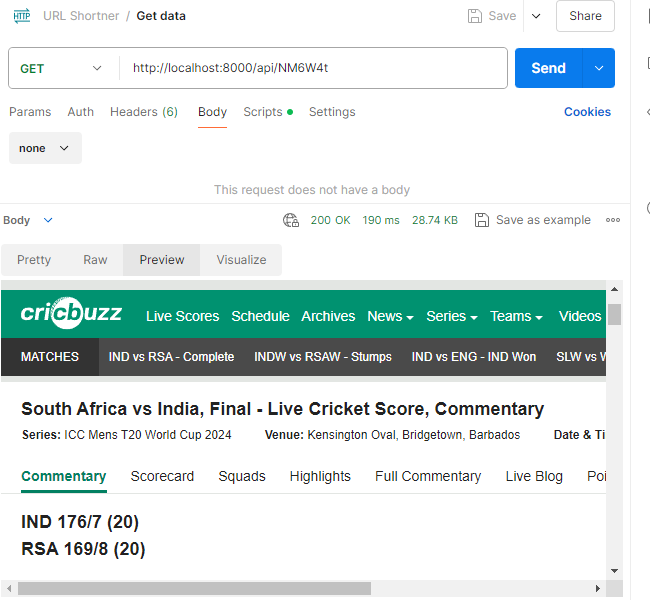 HTTP URL Shortner / Get data Save Share
GET http://localhost:8000/api/NM6W4t Send
Params Auth Headers (6) Body Scripts Settings Cookies
none
This request does not have a body
Body 200 OK 190 ms 28.74 KB Save as example
Pretty Raw Preview Visualize
cricbuzz Live Scores Schedule Archives News Series Teams Videos
MATCHES IND vs RSA - Complete INDW vs RSAW - Stumps IND vs ENG - IND Won SLW vs
South Africa vs India, Final - Live Cricket Score, Commentary
Series: ICC Mens T20 World Cup 2024 Venue: Kensington Oval, Bridgetown, Barbados Date & Ti
Commentary Scorecard Squads Highlights Full Commentary Live Blog Poi
IND 176/7 (20)
RSA 169/8 (20)